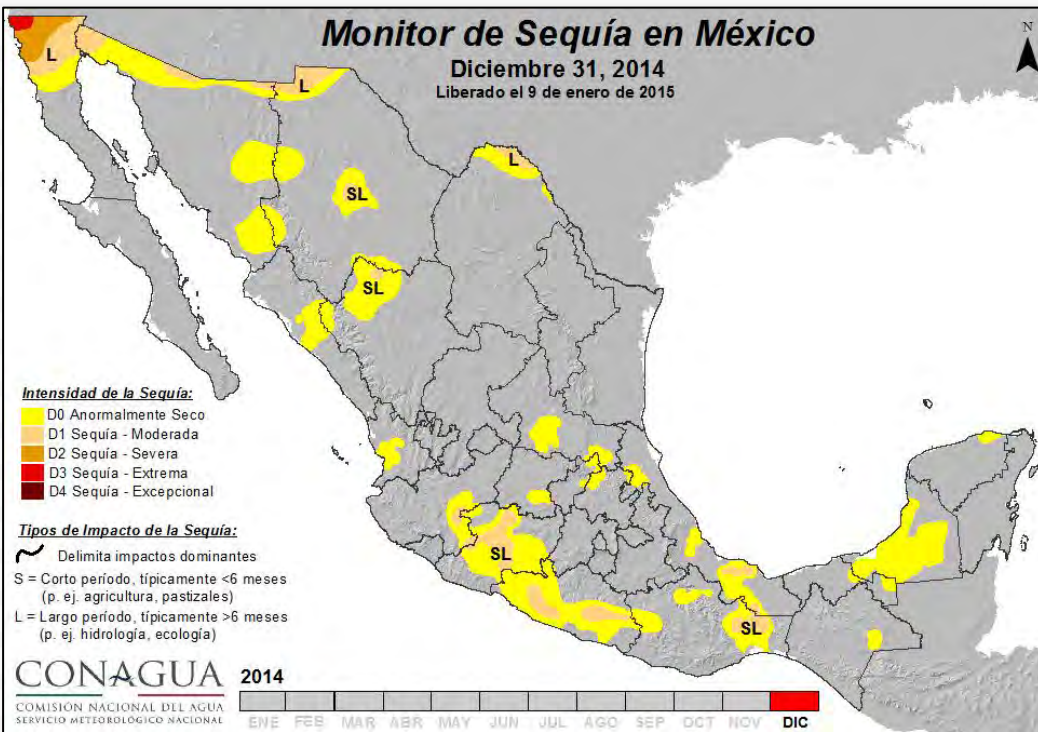 Monitor de Sequía en México
Diciembre 31, 2014
Liberado el 9 de enero de 2015
N
L
L
L
SL
SL
SL
SL
Intensidad de la Sequía:
D0 Anormalmente Seco
D1 Sequía - Moderada
D2 Sequía - Severa
D3 Sequía - Extrema
D4 Sequía - Excepcional
Tipos de Impacto de la Sequía:
Delimita impactos dominantes
S = Corto período, típicamente <6 meses
(p. ej. agricultura, pastizales)
L = Largo período, típicamente >6 meses
(p. ej. hidrología, ecología)
CONAGUA
COMISIÓN NACIONAL DEL AGUA
SERVICIO METEOROLÓGICO NACIONAL
2014
ENE FEB MAR ABR MAY JUN JUL AGO SEP OCT NOV DIC